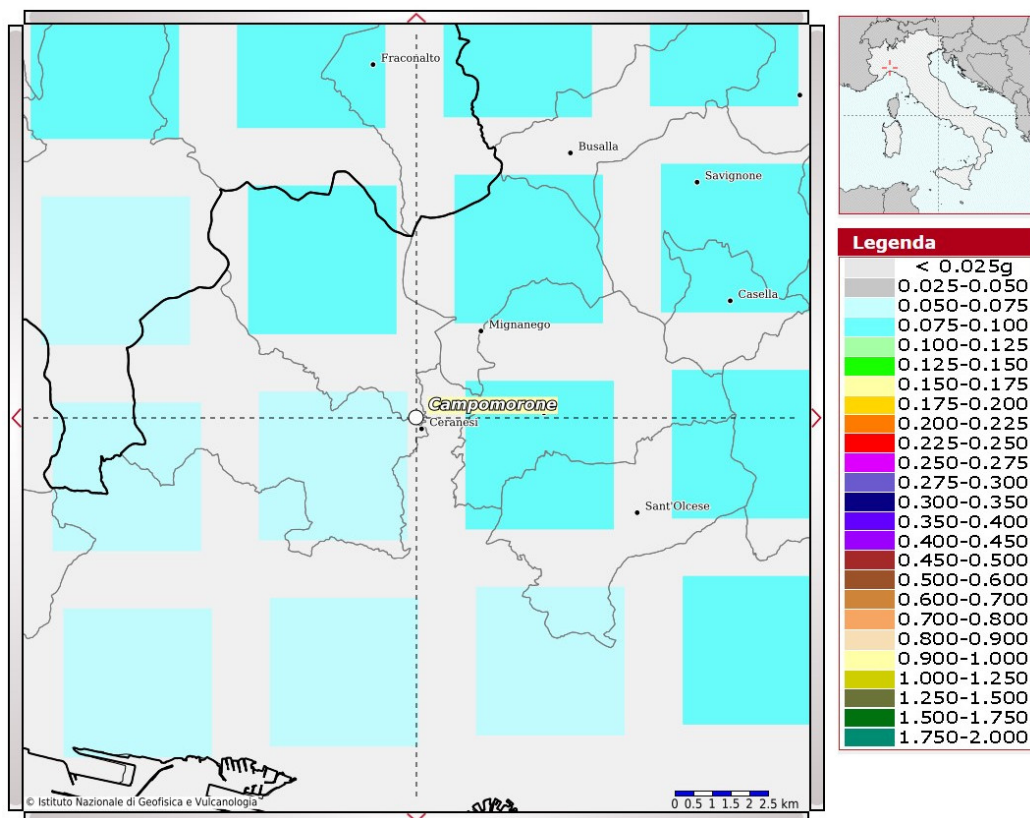 Fraconalto
Busalla
Savignone
Casella
Mignanego
Campomorone
Ceranesi
Sant'Olcese
© Istituto Nazionale di Geofisica e Vulcanologia
0 0.5 1 1.5 2 2.5 km
Legenda
< 0.025g
0.025-0.050
0.050-0.075
0.075-0.100
0.100-0.125
0.125-0.150
0.150-0.175
0.175-0.200
0.200-0.225
0.225-0.250
0.250-0.275
0.275-0.300
0.300-0.350
0.350-0.400
0.400-0.450
0.450-0.500
0.500-0.600
0.600-0.700
0.700-0.800
0.800-0.900
0.900-1.000
1.000-1.250
1.250-1.500
1.500-1.750
1.750-2.000